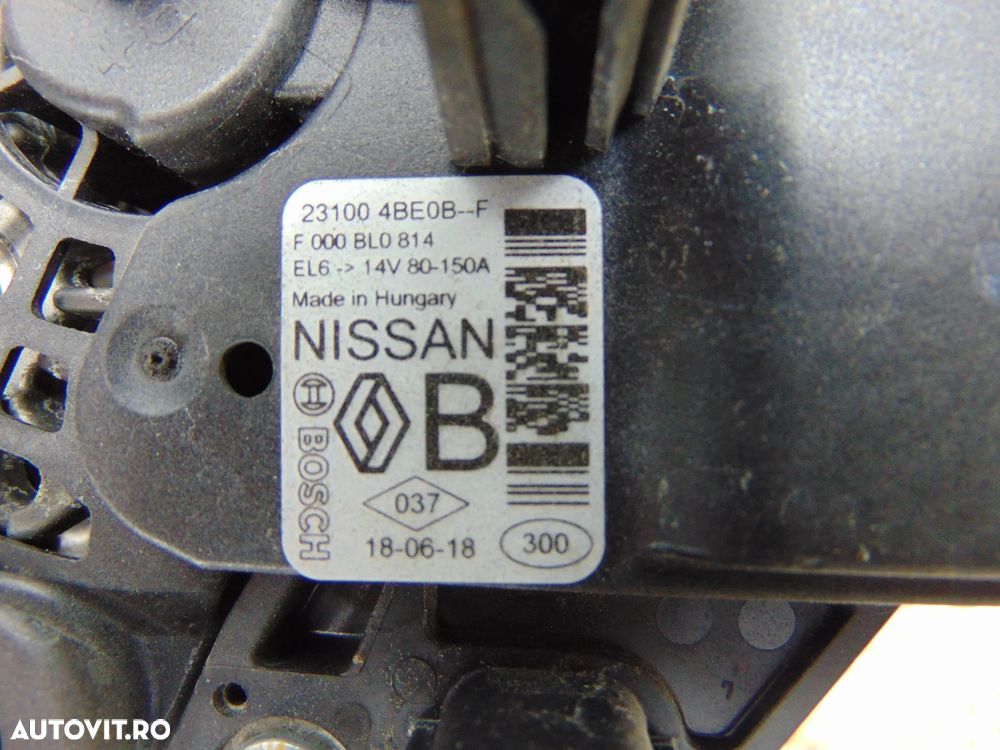 23100 4BE0B--F
F 000 BL0 814
EL6 -> 14V 80-150A
Made in Hungary
NISSAN
B
BOSCH
037
18-06-18
300
7
AUTOVIT.RO